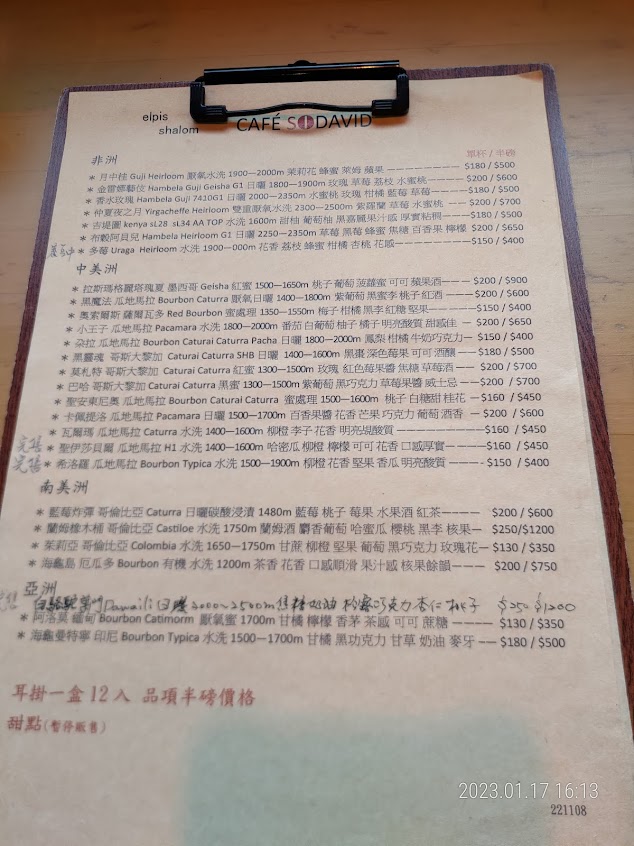 elpis
shalom
CAFÉ SODAVID
單杯 / 半磅
非洲
* 月中桂 Guji Heirloom 厭氧水洗 1900—2000m 茉莉花 蜂蜜 萊姆 蘋果 $180 / $500
* 金雷德藝伎 Hambela Guji Geisha G1 日曬 1800—1900m 玫瑰 草莓 荔枝 水蜜桃 $200 / $600
* 香水玫瑰 Hambela Guji 7410G1 日曬 2000—2350m 水蜜桃 玫瑰 柑橘 藍莓 草莓 $180 / $500
* 仲夏夜之月 Yirgacheffe Heirloom 雙重厭氧水洗 2300—2500m 紫羅蘭 草莓 水蜜桃 $200 / $700
* 吉堤圖 kenya sL28 sL34 AA TOP 水洗 1600m 甜柚 葡萄柚 黑嘉麗果汁感 厚實粘稠 $180 / $500
* 布穀阿貝兒 Hambela Heirloom G1 日曬 2250—2350m 草莓 黑莓 蜂蜜 焦糖 百香果 檸檬 $200 / $650
* 多莓 Uraga Heirloom 水洗 1900—000m 花香 荔枝 蜂蜜 柑橘 杏桃 花感 $150 / $400
中美洲
* 拉斯瑪格麗塔瑰夏 墨西哥 Geisha 紅蜜 1500—1650m 桃子 葡萄 菠蘿蜜 可可 蘋果酒 $200 / $900
* 黑魔法 瓜地馬拉 Bourbon Caturra 厭氧日曬 1400—1800m 紫葡萄 黑蜜李 桃子 紅酒 $200 / $600
* 奧索斯 薩爾瓦多 Red Bourbon 蜜處理 1350—1550m 梅子 柑橘 黑李 紅糖 堅果 $150 / $400
* 小王子 瓜地馬拉 Pacamara 水洗 1800—2000m 番茄 白葡萄 柚子 橘子 明亮酸質 甜感佳 $200 / $650
* 朵拉 瓜地馬拉 Bourbon Caturai Caturra Pacha 日曬 1800—2000m 鳳梨 柑橘 牛奶巧克力 $150 / $400
* 黑靈魂 哥斯大黎加 Caturai Caturra SHB 日曬 1400—1600m 黑棗 深色莓果 可可 酒釀 $180 / $500
* 莫札特 哥斯大黎加 Caturai Caturra 紅蜜 1300—1500m 玫瑰 紅色莓果醬 焦糖 草莓酒 $200 / $700
* 巴哈 哥斯大黎加 Caturai Caturra 黑蜜 1300—1500m 紫葡萄 黑巧克力 草莓果醬 威士忌 $200 / $700
* 聖安東尼奧 瓜地馬拉 Bourbon Caturai Caturra 蜜處理 1500—1600m 桃子 白糖甜 桂花 $160 / $450
* 卡佩提洛 瓜地馬拉 Pacamara 日曬 1500—1700m 百香果醬 花香 芒果 巧克力 葡萄 酒香 $200 / $600
* 瓦爾瑪 瓜地馬拉 Caturra 水洗 1400—1600m 柳橙 李子 花香 明亮堤酸質 $160 / $450
完售 * 聖伊莎貝爾 瓜地馬拉 H1 水洗 1400—1600m 哈密瓜 柳橙 檸檬 可可 花香 口感厚實 $160 / $450
完售 * 希洛羅 瓜地馬拉 Bourbon Typica 水洗 1500—1900m 柳橙 花香 堅果 香瓜 明亮酸質 $150 / $400
南美洲
* 藍莓炸彈 哥倫比亞 Caturra 日曬碳酸浸漬 1480m 藍莓 桃子 莓果 水果酒 紅茶 $200 / $600
* 蘭姆橡木桶 哥倫比亞 Castiloe 水洗 1750m 蘭姆酒 麝香葡萄 哈蜜瓜 櫻桃 黑李 核果 $250/$1200
* 茱莉亞 哥倫比亞 Colombia 水洗 1650—1750m 甘蔗 柳橙 堅果 葡萄 黑巧克力 玫瑰花 $130 / $350
* 海龜島 厄瓜多 Bourbon 有機 水洗 1200m 茶香 花香 口感順滑 果汁感 核果餘韻 $200 / $750
亞洲
完售 白駱駝 葉門 日曬 2000~2500m 焦糖 奶油 巧克力 杏仁 桃子 $250 $1200
* 阿洛莫 緬甸 Bourbon Catimorm 厭氧蜜 1700m 甘橘 檸檬 香茅 茶感 可可 蔗糖 $130 / $350
* 海龜曼特寧 印尼 Bourbon Typica 水洗 1500—1700m 甘橘 黑功克力 甘草 奶油 麥牙 $180 / $500
耳掛一盒 12 入 品項半磅價格
甜點(暫停販售)
2023.01.17 16:13
221108